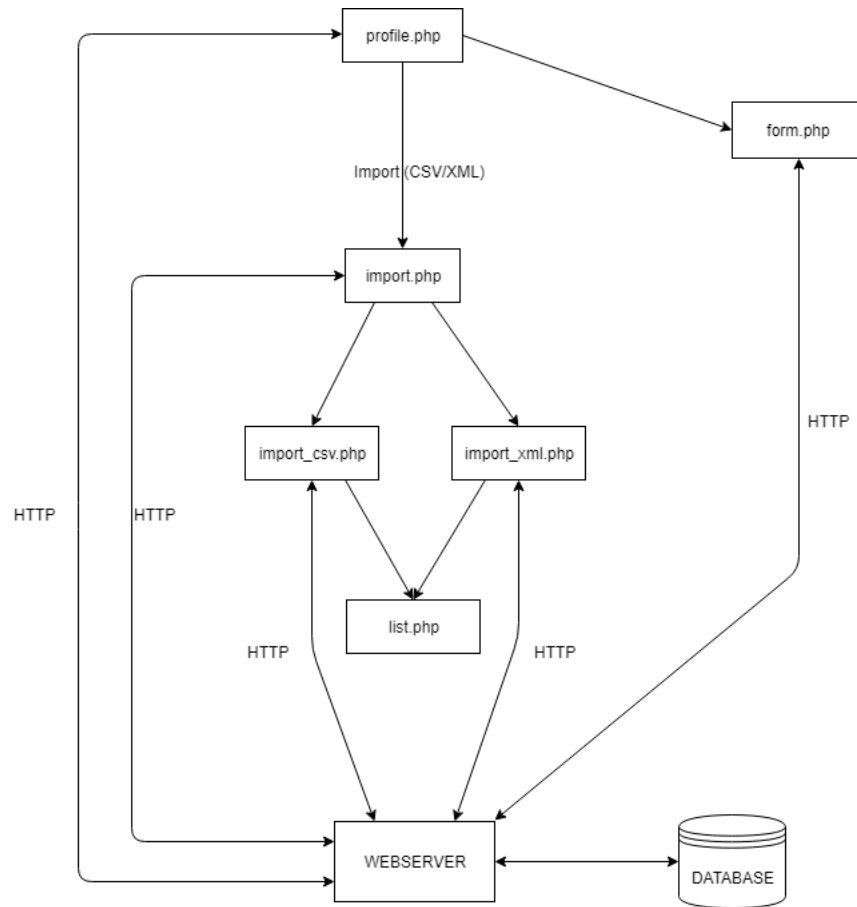 profile.php
form.php
Import (CSV/XML)
import.php
HTTP
import_csv.php
import_xml.php
HTTP
HTTP
list.php
HTTP
HTTP
WEBSERVER
DATABASE